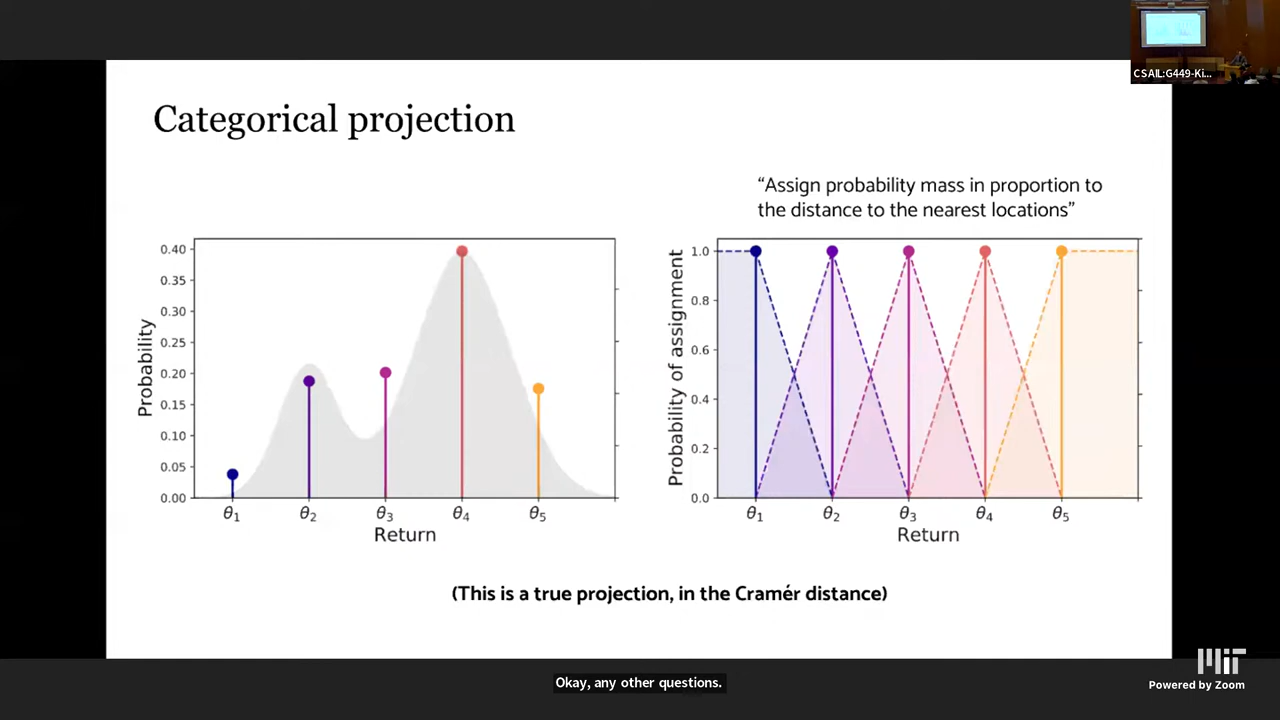 CSAIL:G449-Ki...
Categorical projection
“Assign probability mass in proportion to
the distance to the nearest locations”
Probability
0.40
0.35
0.30
0.25
0.20
0.15
0.10
0.05
0.00
θ1 θ2 θ3 θ4 θ5
Return
Probability of assignment
1.0
0.8
0.6
0.4
0.2
0.0
θ1 θ2 θ3 θ4 θ5
Return
(This is a true projection, in the Cramér distance)
Okay, any other questions.
MIT
Powered by Zoom